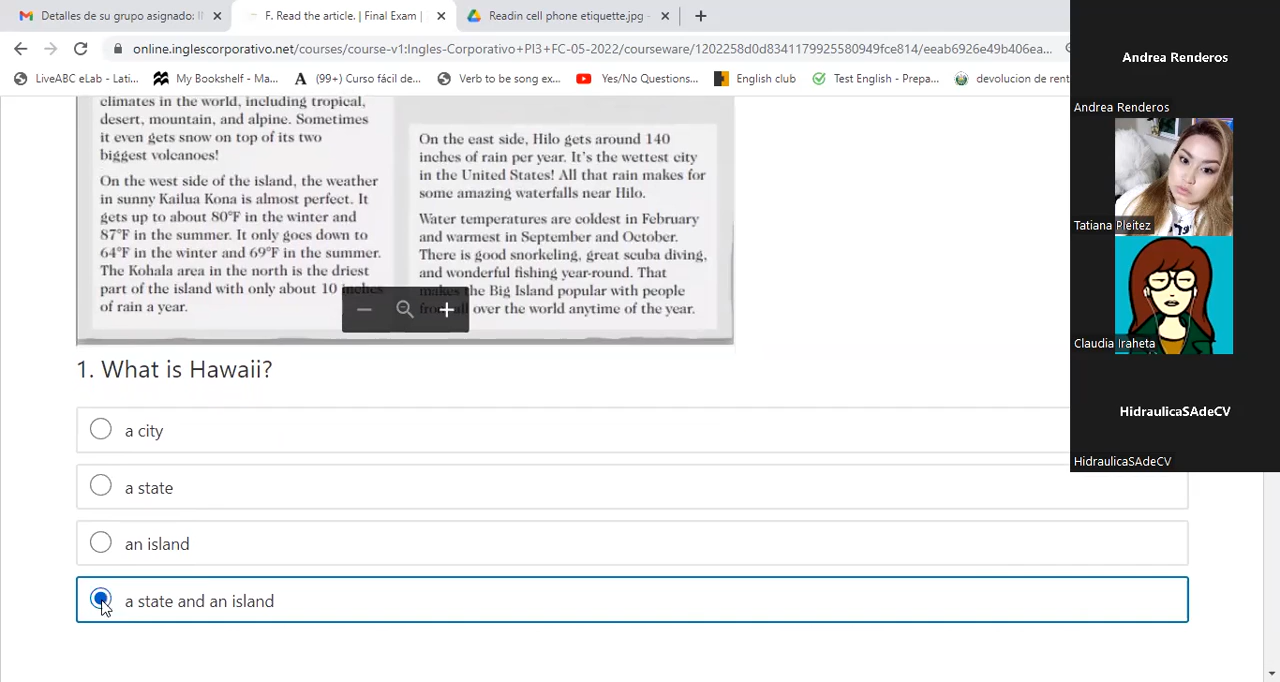 Detalles de su grupo asignado: I
F. Read the article. | Final Exam |
Readin cell phone etiquette.jpg -
online.inglescorporativo.net/courses/course-v1:Ingles-Corporativo+PI3+FC-05-2022/courseware/1202258d0d8341179925580949fce814/eeab6926e49b406ea...
LiveABC eLab - Lati...
My Bookshelf - Ma...
(99+) Curso fácil de...
Verb to be song ex...
Yes/No Questions...
English club
Test English - Prepa...
devolucion de rent
climates in the world, including tropical,
desert, mountain, and alpine. Sometimes
it even gets snow on top of its two
biggest volcanoes!
On the west side of the island, the weather
in sunny Kailua Kona is almost perfect. It
gets up to about 80°F in the winter and
87°F in the summer. It only goes down to
64°F in the winter and 69°F in the summer.
The Kohala area in the north is the driest
part of the island with only about 10 inches
of rain a year.
On the east side, Hilo gets around 140
inches of rain per year. It's the wettest city
in the United States! All that rain makes for
some amazing waterfalls near Hilo.
Water temperatures are coldest in February
and warmest in September and October.
There is good snorkeling, great scuba diving,
and wonderful fishing year-round. That
makes the Big Island popular with people
from all over the world anytime of the year.
1. What is Hawaii?
a city
a state
an island
a state and an island
Andrea Renderos
Andrea Renderos
Tatiana Pleitez
Claudia Iraheta
HidraulicaSAdeCV
HidraulicaSAdeCV